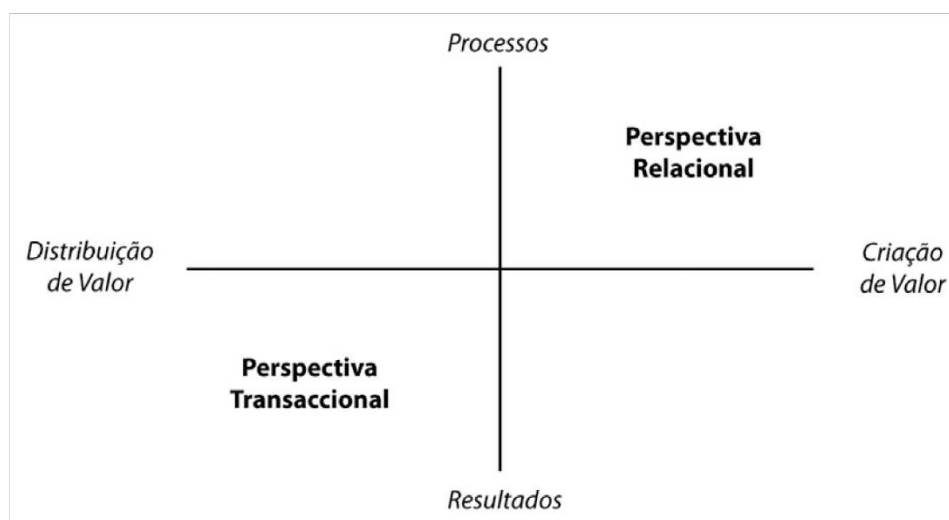 Processos
Perspectiva
Relacional
Distribuição
de Valor
Criação
de Valor
Perspectiva
Transaccional
Resultados